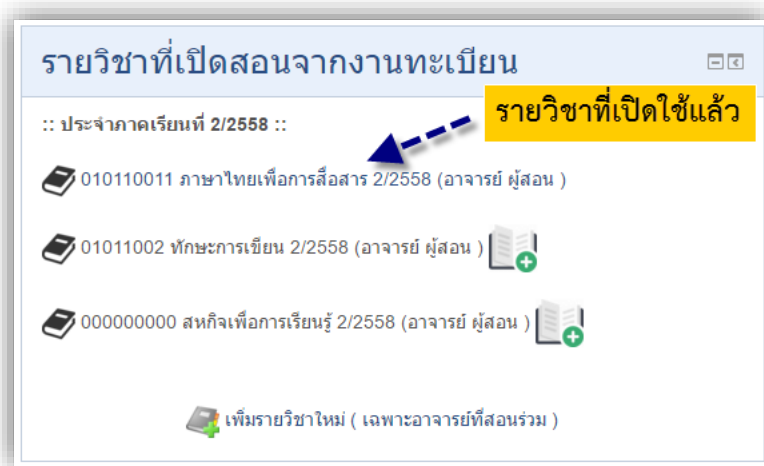 รายวิชาที่เปิดสอนจากงานทะเบียน
:: ประจำภาคเรียนที่ 2/2558 ::
รายวิชาที่เปิดใช้แล้ว
010110011 ภาษาไทยเพื่อการสื่อสาร 2/2558 (อาจารย์ ผู้สอน )
01011002 ทักษะการเขียน 2/2558 (อาจารย์ ผู้สอน )
000000000 สหกิจเพื่อการเรียนรู้ 2/2558 (อาจารย์ ผู้สอน )
เพิ่มรายวิชาใหม่ ( เฉพาะอาจารย์ที่สอนร่วม )